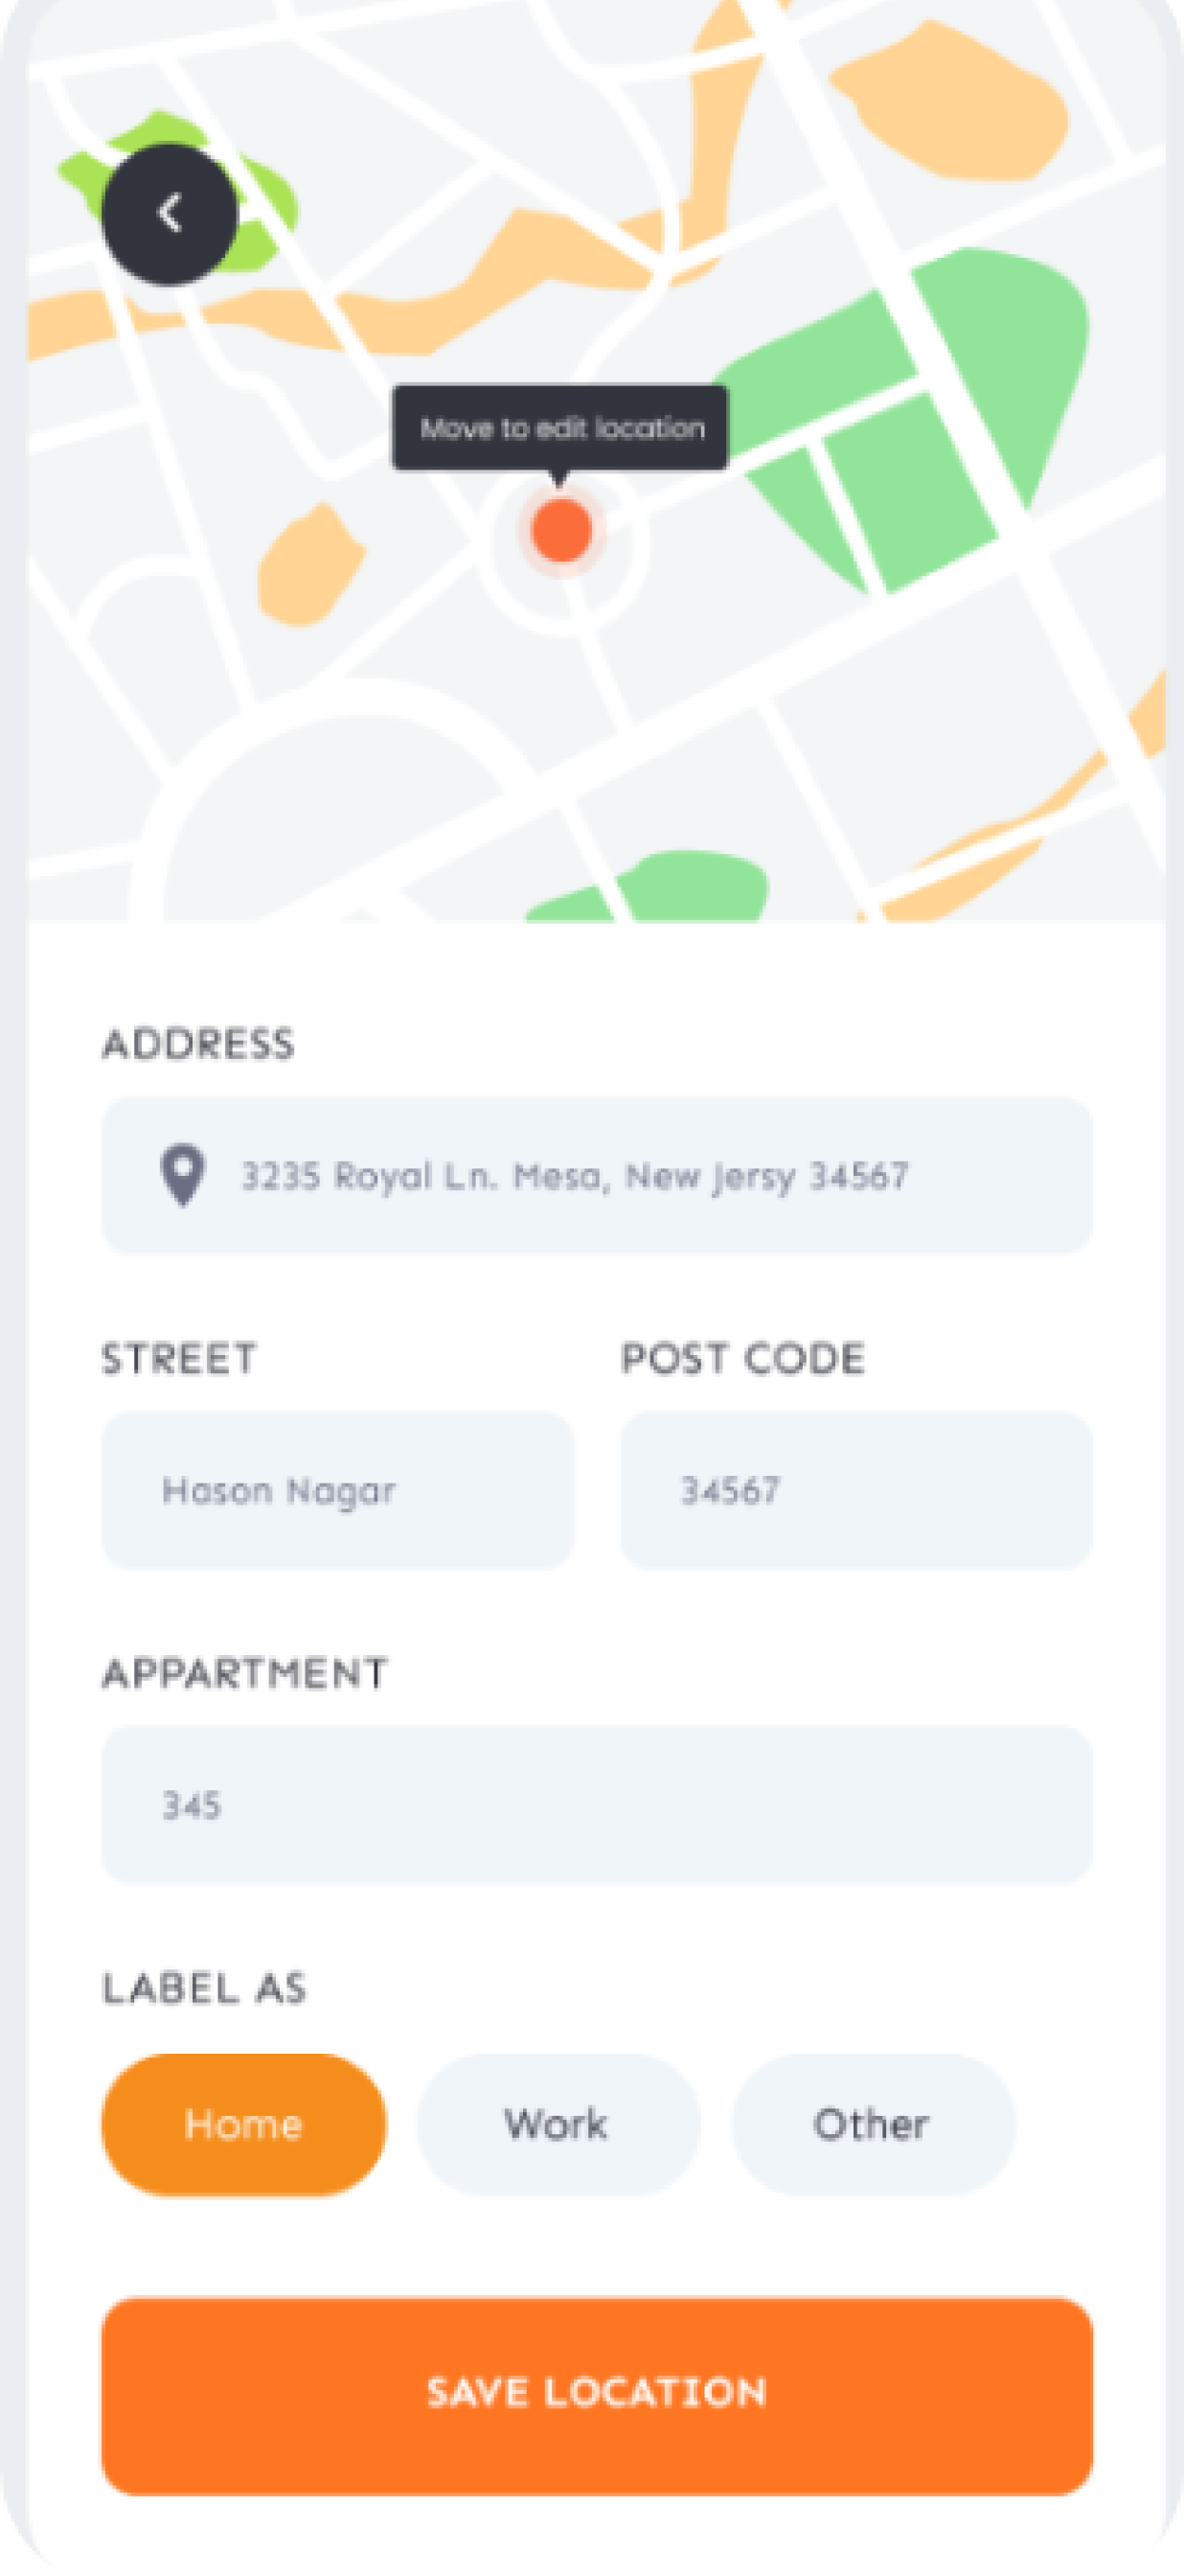 Move to edit location
ADDRESS
3235 Royal Ln. Mesa, New Jersy 34567
STREET
POST CODE
Hason Nagar
34567
APPARTMENT
345
LABEL AS
Home
Work
Other
SAVE LOCATION